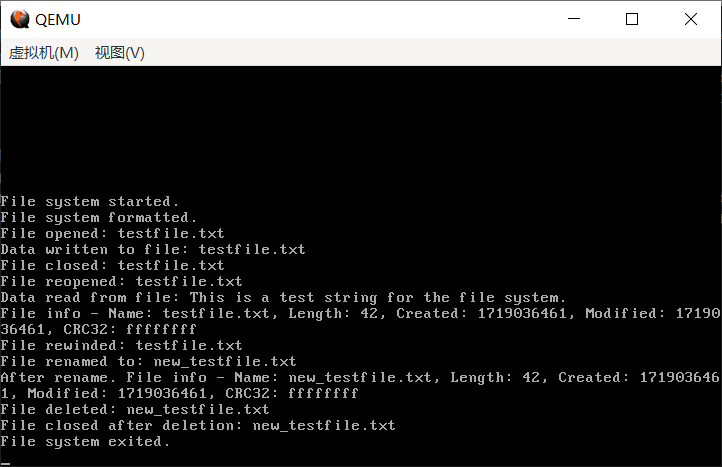 QEMU
虚拟机(M) 视图(V)
File system started.
File system formatted.
File opened: testfile.txt
Data written to file: testfile.txt
File closed: testfile.txt
File reopened: testfile.txt
Data read from file: This is a test string for the file system.
File info - Name: testfile.txt, Length: 42, Created: 1719036461, Modified: 17190
36461, CRC32: ffffffff
File rewinded: testfile.txt
File renamed to: new_testfile.txt
After rename. File info - Name: new_testfile.txt, Length: 42, Created: 171903646
1, Modified: 1719036461, CRC32: ffffffff
File deleted: new_testfile.txt
File closed after deletion: new_testfile.txt
File system exited.